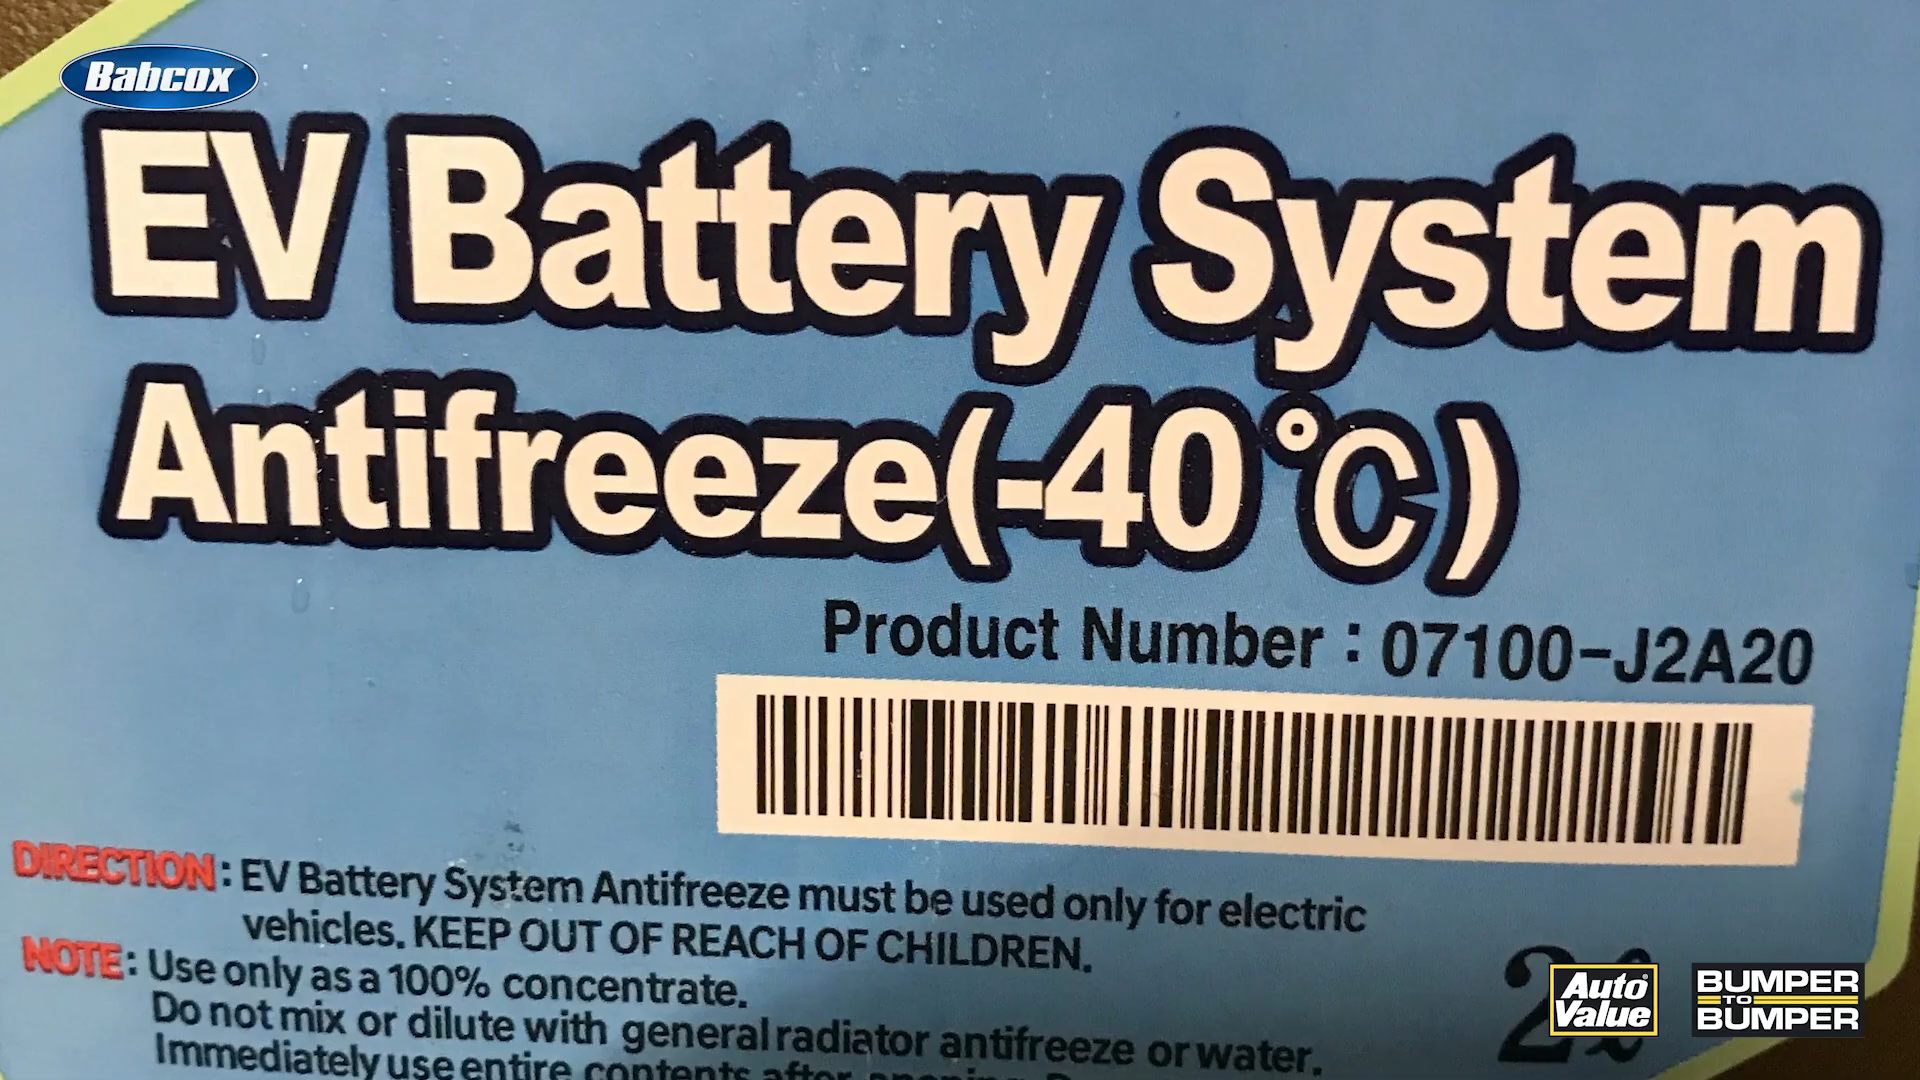 Babcox
EV Battery System
Antifreeze(-40℃)
Product Number : 07100-J2A20
DIRECTION : EV Battery System Antifreeze must be used only for electric
vehicles. KEEP OUT OF REACH OF CHILDREN.
NOTE : Use only as a 100% concentrate.
Do not mix or dilute with general radiator antifreeze or water.
Immediately use entire contents after opening.
2ℓ
Auto Value
BUMPER TO BUMPER